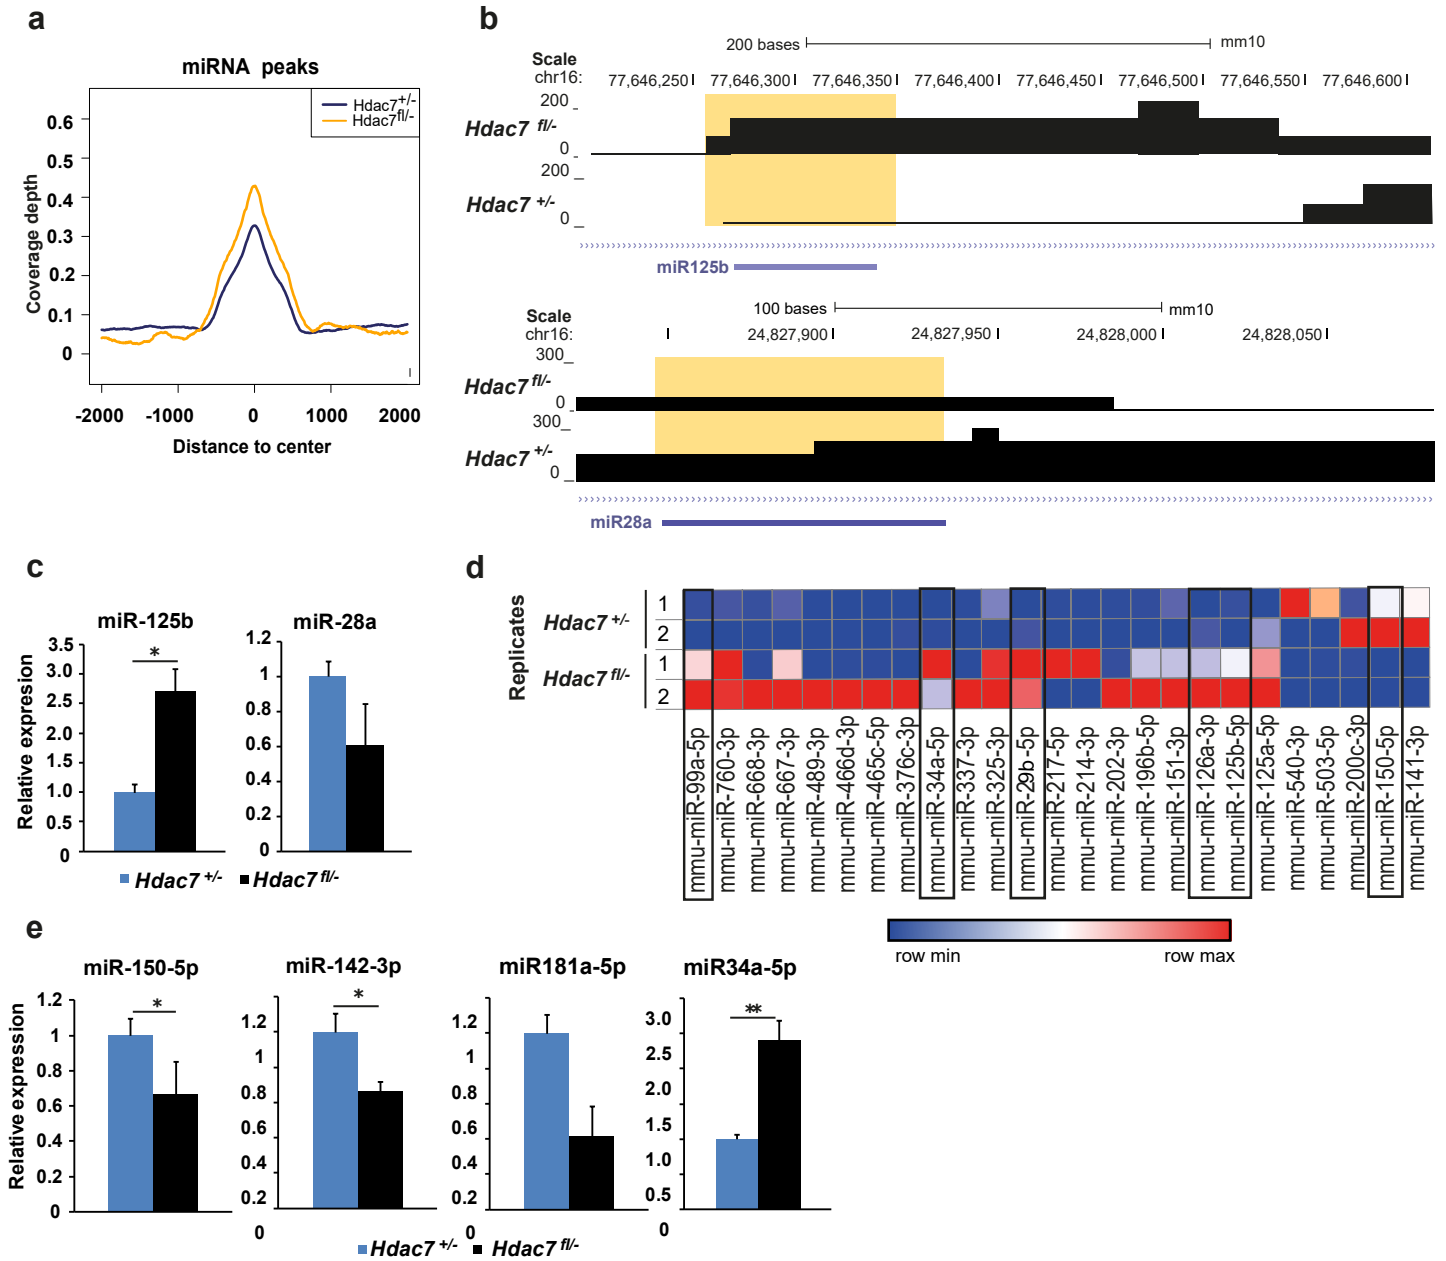 a
miRNA peaks
Hdac7+/-
Hdac7fl/-
Coverage depth
0.6
0.5
0.4
0.3
0.2
0.1
0
-2000 -1000 0 1000 2000
Distance to center
b
200 bases mm10
Scale
chr16: 77,646,250 77,646,300 77,646,350 77,646,400 77,646,450 77,646,500 77,646,550 77,646,600
200
Hdac7 fl/-
0
200
Hdac7 +/-
0
miR125b
100 bases mm10
Scale
chr16: 24,827,900 24,827,950 24,828,000 24,828,050
300
Hdac7 fl/-
0
300
Hdac7 +/-
0
miR28a
c
miR-125b
Relative expresion
3.5
3.0
2.5
2.0
1.5
1.0
0.5
0
*
miR-28a
1.2
1
0.8
0.6
0.4
0.2
0
Hdac7 +/- Hdac7 fl/-
d
Replicates
Hdac7 +/-
1
2
Hdac7 fl/-
1
2
mmu-miR-99a-5p
mmu-miR-760-3p
mmu-miR-668-3p
mmu-miR-667-3p
mmu-miR-489-3p
mmu-miR-466d-3p
mmu-miR-465c-5p
mmu-miR-376c-3p
mmu-miR-34a-5p
mmu-miR-337-3p
mmu-miR-325-3p
mmu-miR-29b-5p
mmu-miR-217-5p
mmu-miR-214-3p
mmu-miR-202-3p
mmu-miR-196b-5p
mmu-miR-151-3p
mmu-miR-126a-3p
mmu-miR-125b-5p
mmu-miR-125a-5p
mmu-miR-540-3p
mmu-miR-503-5p
mmu-miR-200c-3p
mmu-miR-150-5p
mmu-miR-141-3p
row min row max
e
miR-150-5p
Relative expression
1.2
1
0.8
0.6
0.4
0.2
0
*
miR-142-3p
1.2
1
0.8
0.6
0.4
0.2
0
*
miR181a-5p
1.2
1
0.8
0.6
0.4
0.2
0
miR34a-5p
3.0
2.5
2.0
1.5
1.0
0.5
0
**
Hdac7 +/- Hdac7 fl/-